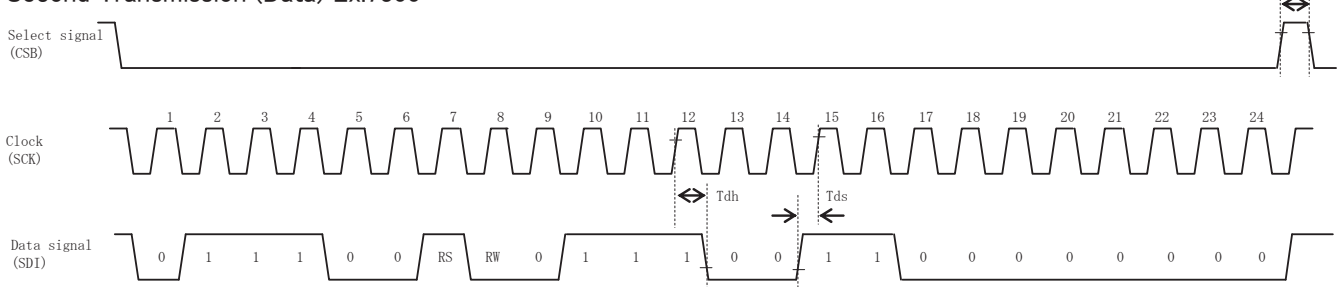 Second Transmission (Data) Ex.7300
Select signal
(CSB)
1 2 3 4 5 6 7 8 9 10 11 12 13 14 15 16 17 18 19 20 21 22 23 24
Clock
(SCK)
Tdh Tds
Data signal
(SDI)
0 1 1 1 0 0 RS RW 0 1 1 1 0 0 1 1 0 0 0 0 0 0 0 0